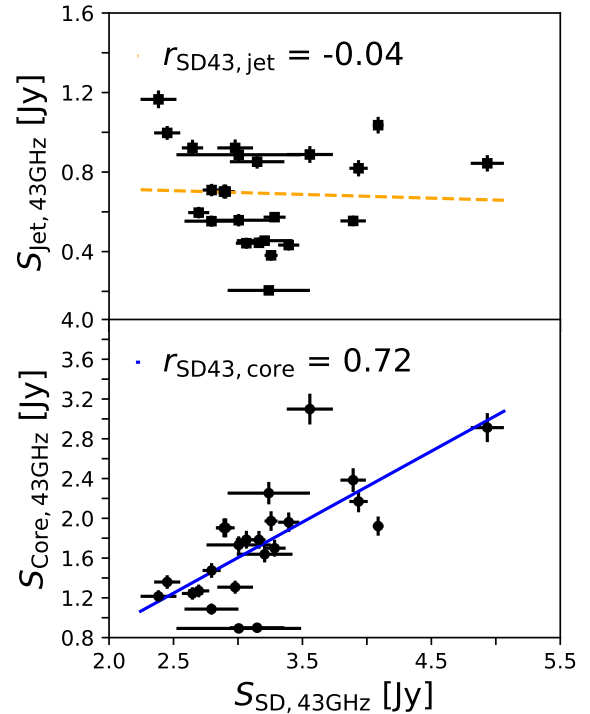 1.6
r_SD43, jet = -0.04
1.2
0.8
0.4
S_Jet, 43GHz [Jy]
4.0
r_SD43, core = 0.72
3.6
3.2
2.8
2.4
2.0
1.6
1.2
0.8
S_Core, 43GHz [Jy]
2.0 2.5 3.5 4.5 5.5
S_SD, 43GHz [Jy]